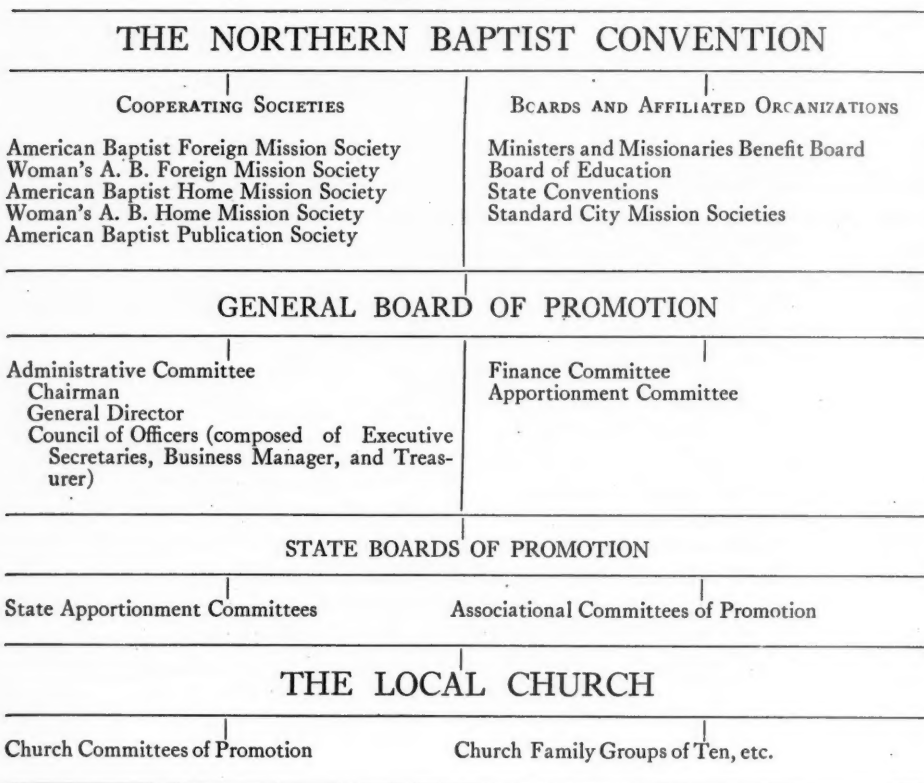 THE NORTHERN BAPTIST CONVENTION
COOPERATING SOCIETIES
American Baptist Foreign Mission Society
Woman's A. B. Foreign Mission Society
American Baptist Home Mission Society
Woman's A. B. Home Mission Society
American Baptist Publication Society
BOARDS AND AFFILIATED ORGANIZATIONS
Ministers and Missionaries Benefit Board
Board of Education
State Conventions
Standard City Mission Societies
GENERAL BOARD OF PROMOTION
Administrative Committee
Chairman
General Director
Council of Officers (composed of Executive
Secretaries, Business Manager, and Treas-
urer)
Finance Committee
Apportionment Committee
STATE BOARDS OF PROMOTION
State Apportionment Committees
Associational Committees of Promotion
THE LOCAL CHURCH
Church Committees of Promotion
Church Family Groups of Ten, etc.